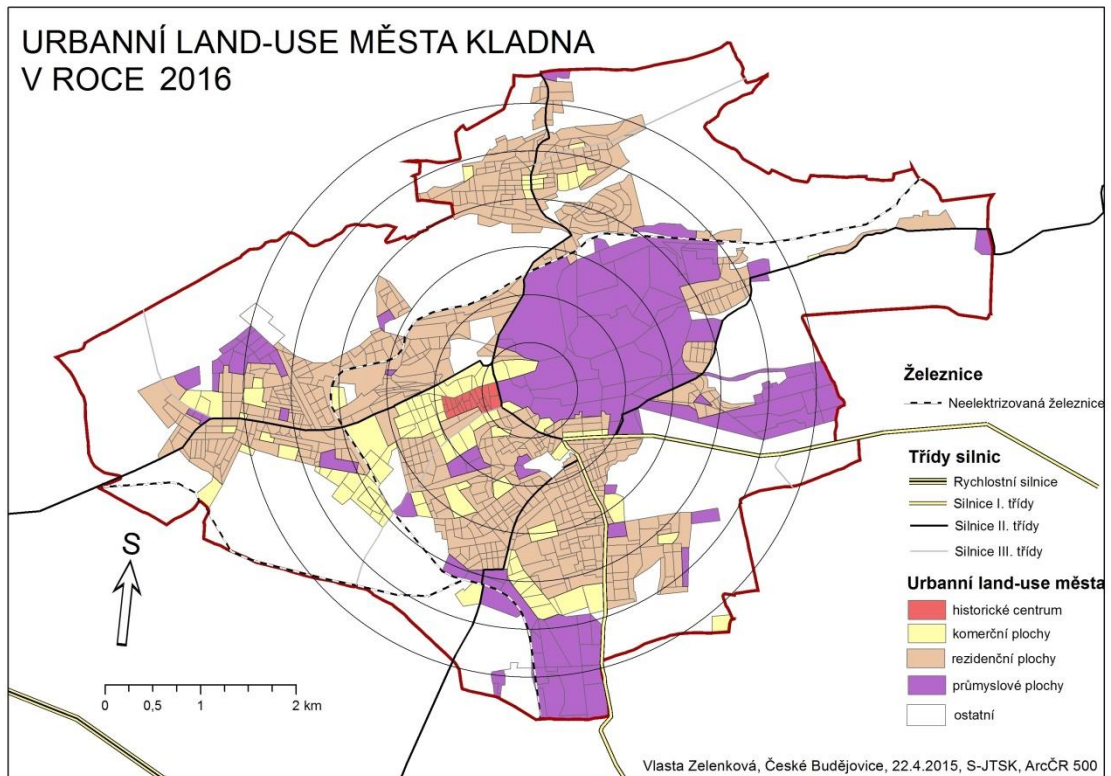 URBANNÍ LAND-USE MĚSTA KLADNA
V ROCE 2016
Železnice
Neelektrizovaná železnice
Třídy silnic
Rychlostní silnice
Silnice I. třídy
Silnice II. třídy
Silnice III. třídy
Urbanní land-use města
historické centrum
komerční plochy
rezidenční plochy
průmyslové plochy
ostatní
S
0 0,5 1 2 km
Vlasta Zelenková, České Budějovice, 22.4.2015, S-JTSK, ArcČR 500